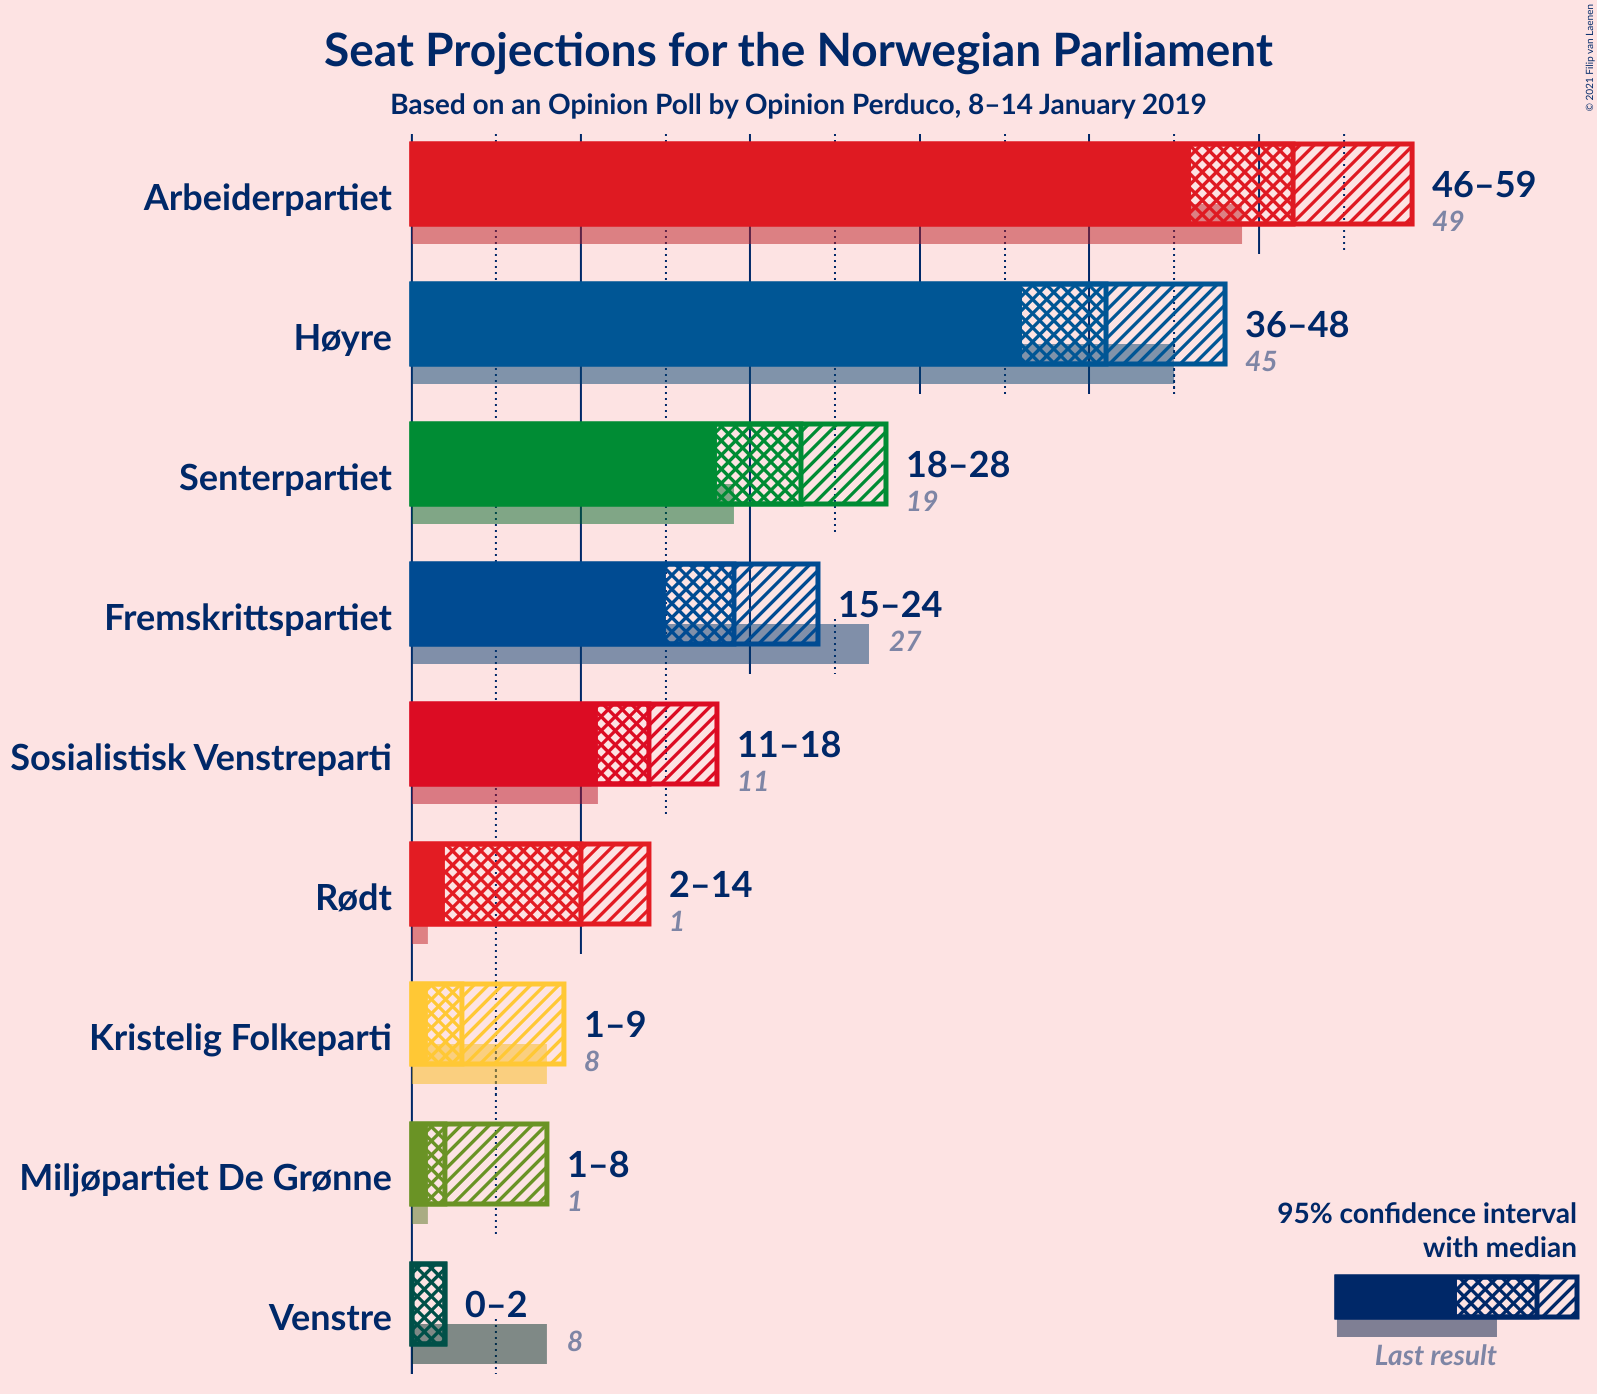 Seat Projections for the Norwegian Parliament
Based on an Opinion Poll by Opinion Perduco, 8–14 January 2019
© 2021 Filip van Laenen
Arbeiderpartiet
46–59
49
Høyre
36–48
45
Senterpartiet
18–28
19
Fremskrittspartiet
15–24
27
Sosialistisk Venstreparti
11–18
11
Rødt
2–14
1
Kristelig Folkeparti
1–9
8
Miljøpartiet De Grønne
1–8
1
Venstre
0–2
8
95% confidence interval
with median
Last result